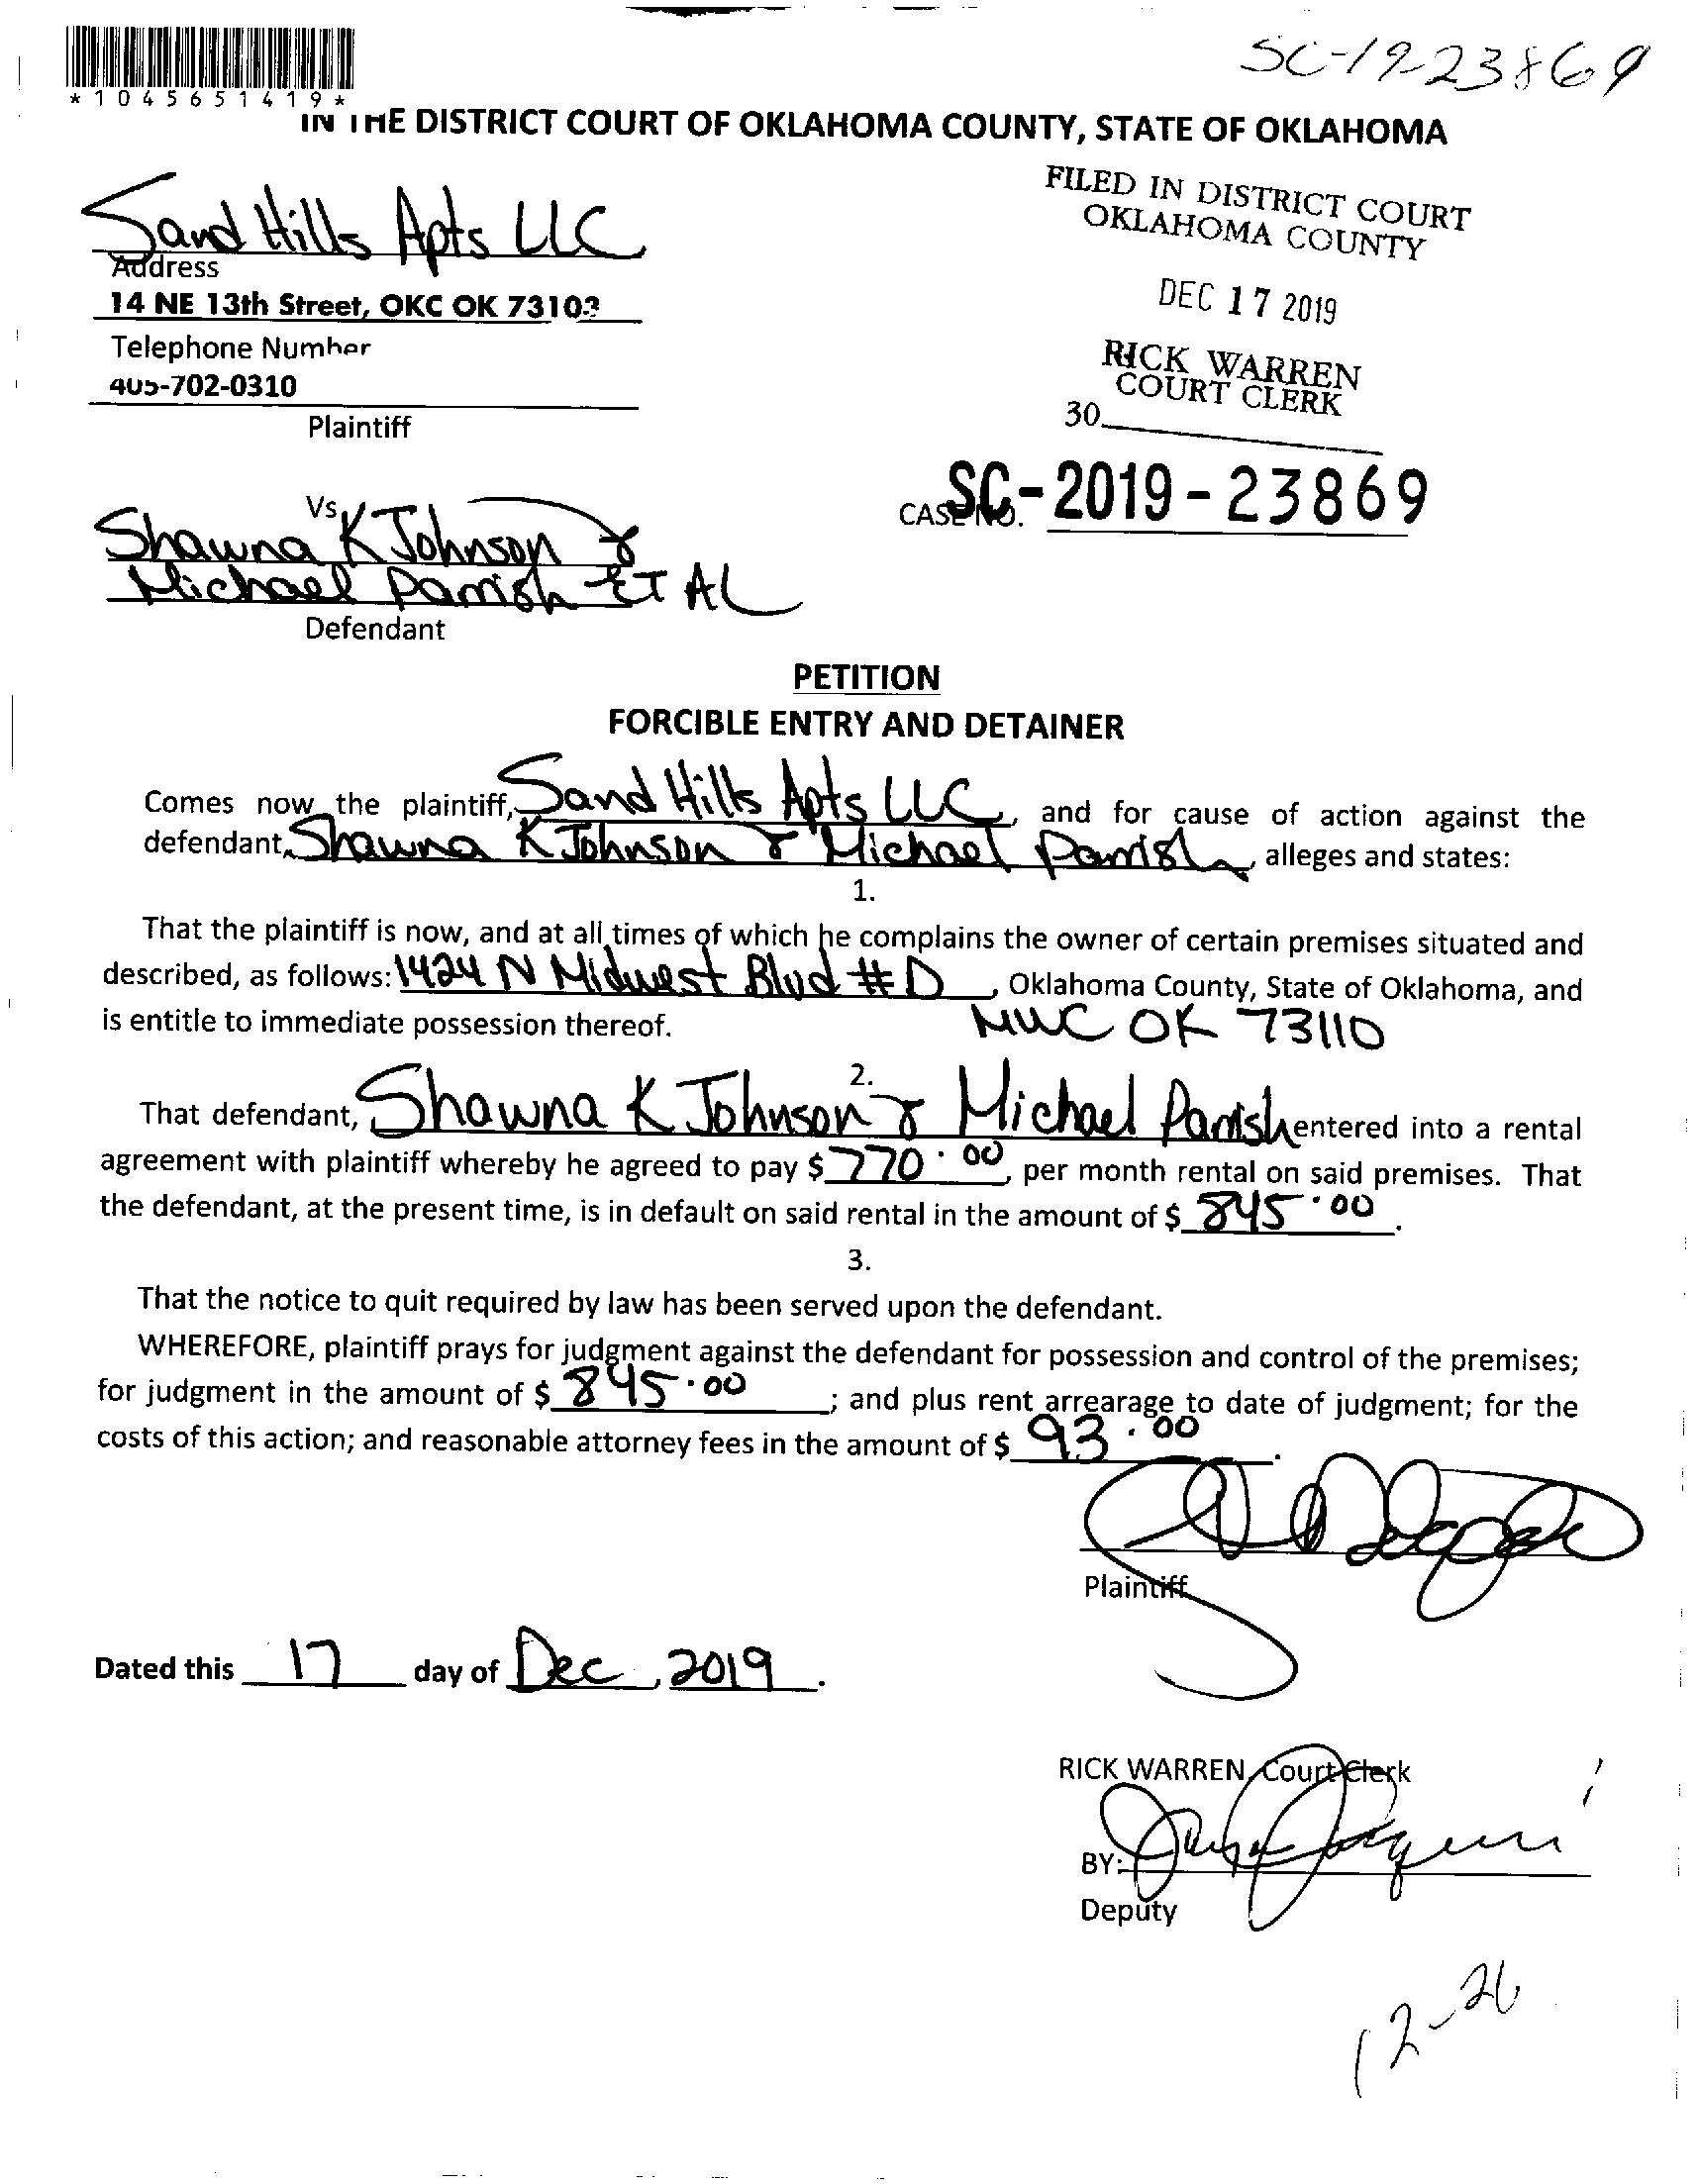 SC-19-23869
*1045651419*
IN THE DISTRICT COURT OF OKLAHOMA COUNTY, STATE OF OKLAHOMA
FILED IN DISTRICT COURT
OKLAHOMA COUNTY
Sand Hills Apts LLC
Address
14 NE 13th Street, OKC OK 73103
DEC 17 2019
Telephone Number
405-702-0310
RICK WARREN
COURT CLERK
Plaintiff
30
CASE NO. SC-2019-23869
Vs
Shawna K Johnson &
Michael Parrish ET AL
Defendant
PETITION
FORCIBLE ENTRY AND DETAINER
Comes now the plaintiff, Sand Hills Apts LLC, and for cause of action against the
defendant, Shawna K Johnson & Michael Parrish, alleges and states:
1.
That the plaintiff is now, and at all times of which he complains the owner of certain premises situated and
described, as follows: 1424 N Midwest Blvd # D, Oklahoma County, State of Oklahoma, and
is entitle to immediate possession thereof. MWC OK 73110
2.
That defendant, Shawna K Johnson & Michael Parrish entered into a rental
agreement with plaintiff whereby he agreed to pay $ 770.00, per month rental on said premises. That
the defendant, at the present time, is in default on said rental in the amount of $ 845.00.
3.
That the notice to quit required by law has been served upon the defendant.
WHEREFORE, plaintiff prays for judgment against the defendant for possession and control of the premises;
for judgment in the amount of $ 845.00; and plus rent arrearage to date of judgment; for the
costs of this action; and reasonable attorney fees in the amount of $ 93.00.
Plaintiff
Dated this 17 day of Dec, 2019.
RICK WARREN, Court Clerk
BY:
Deputy
12-26